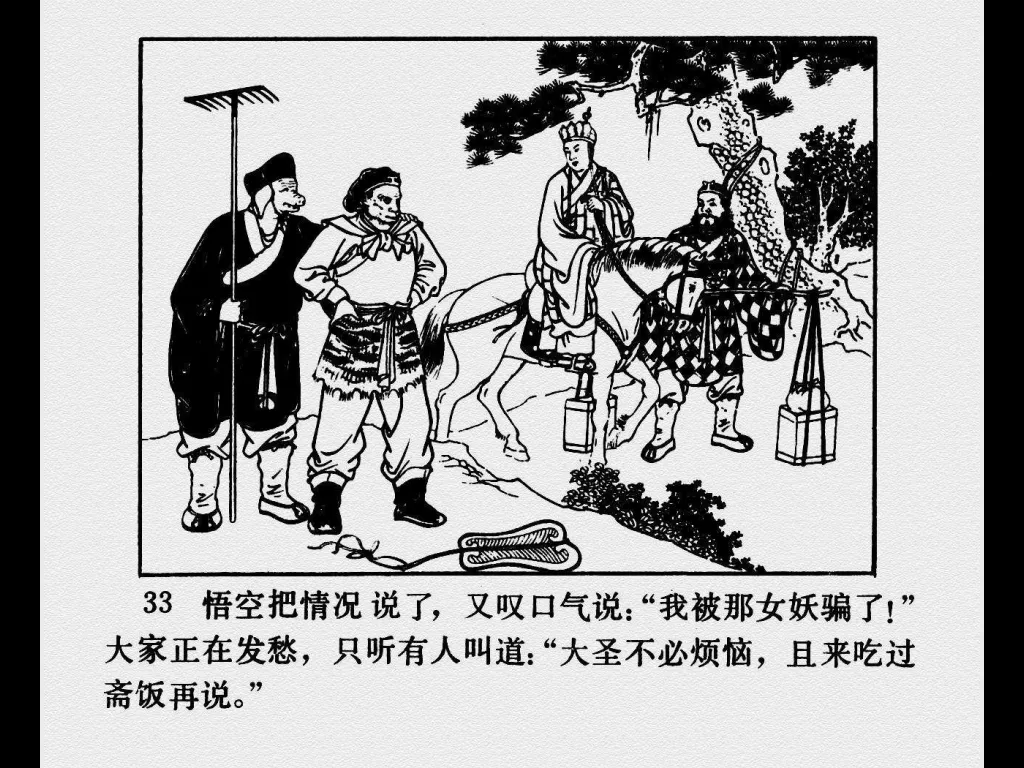 33 悟空把情况说了，又叹口气说：“我被那女妖骗了！”
大家正在发愁，只听有人叫道：“大圣不必烦恼，且来吃过
斋饭再说。”